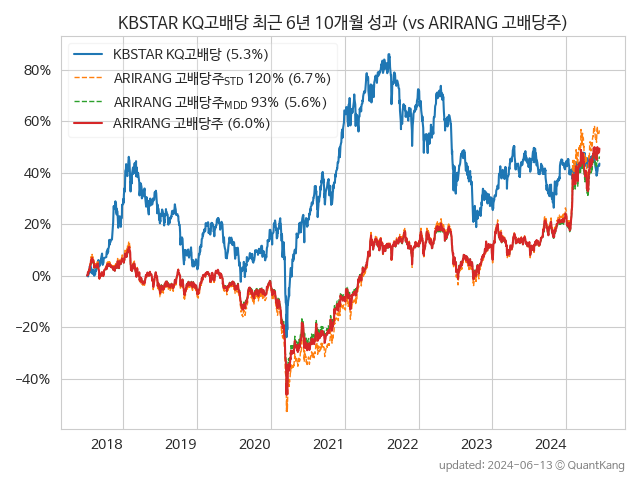 KBSTAR KQ고배당 최근 6년 10개월 성과 (vs ARIRANG 고배당주)
KBSTAR KQ고배당 (5.3%)
ARIRANG 고배당주STD 120% (6.7%)
ARIRANG 고배당주MDD 93% (5.6%)
ARIRANG 고배당주 (6.0%)
80%
60%
40%
20%
0%
−20%
−40%
2018 2019 2020 2021 2022 2023 2024
updated: 2024-06-13 ⓒ QuantKang